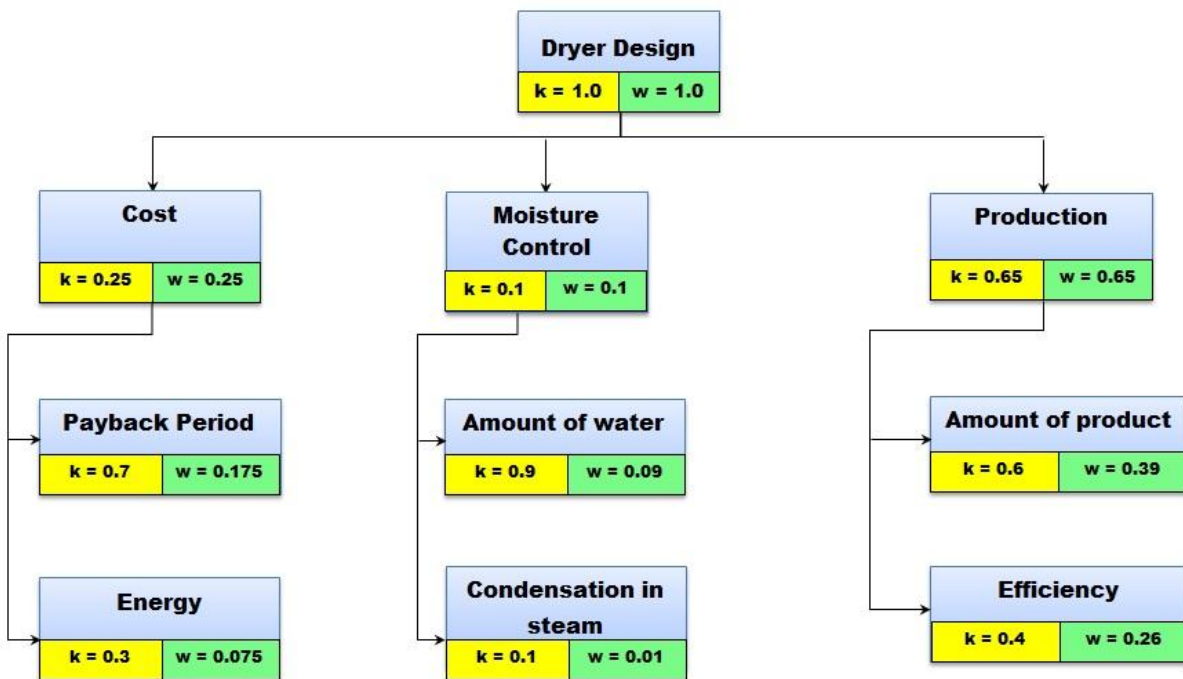 Dryer Design
k = 1.0 w = 1.0
Cost
k = 0.25 w = 0.25
Moisture
Control
k = 0.1 w = 0.1
Production
k = 0.65 w = 0.65
Payback Period
k = 0.7 w = 0.175
Amount of water
k = 0.9 w = 0.09
Amount of product
k = 0.6 w = 0.39
Energy
k = 0.3 w = 0.075
Condensation in
steam
k = 0.1 w = 0.01
Efficiency
k = 0.4 w = 0.26